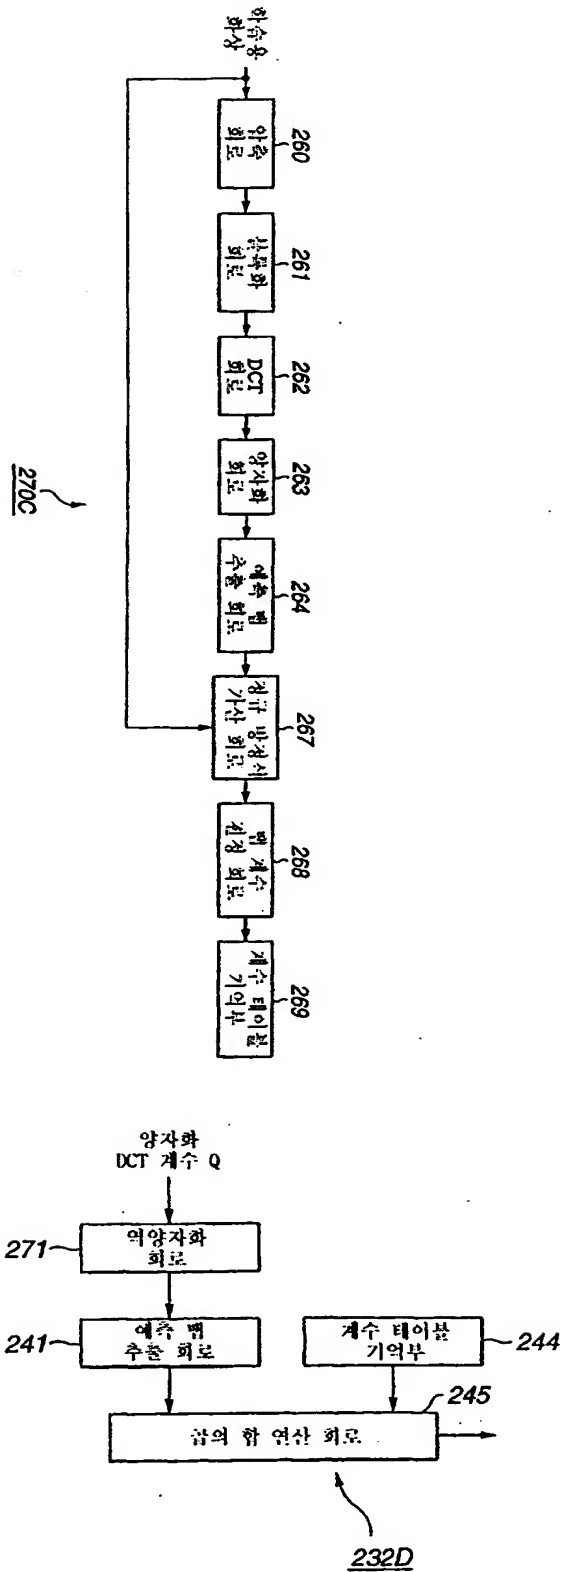 학습용
화상
260
압축
회로
261
블록화
회로
262
DCT
회로
263
양자화
회로
264
예측 탭
추출 회로
267
정규 방정식
가산 회로
268
탭 계수
결정 회로
269
계수 테이블
기억부
270C
양자화
DCT 계수 Q
271
역양자화
회로
241
예측 탭
추출 회로
계수 테이블
기억부
244
245
곱의 합 연산 회로
232D